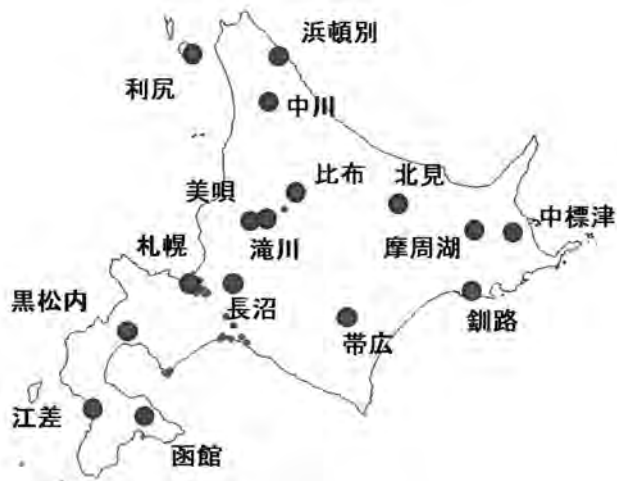 浜頓別
利尻
中川
比布
北見
美唄
中標津
滝川
摩周湖
札幌
黒松内
長沼
釧路
帯広
江差
函館